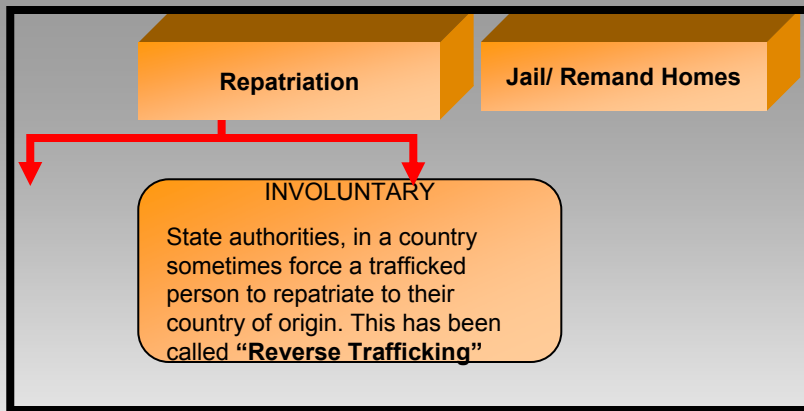 Repatriation
Jail/ Remand Homes
INVOLUNTARY
State authorities, in a country
sometimes force a trafficked
person to repatriate to their
country of origin. This has been
called “Reverse Trafficking”